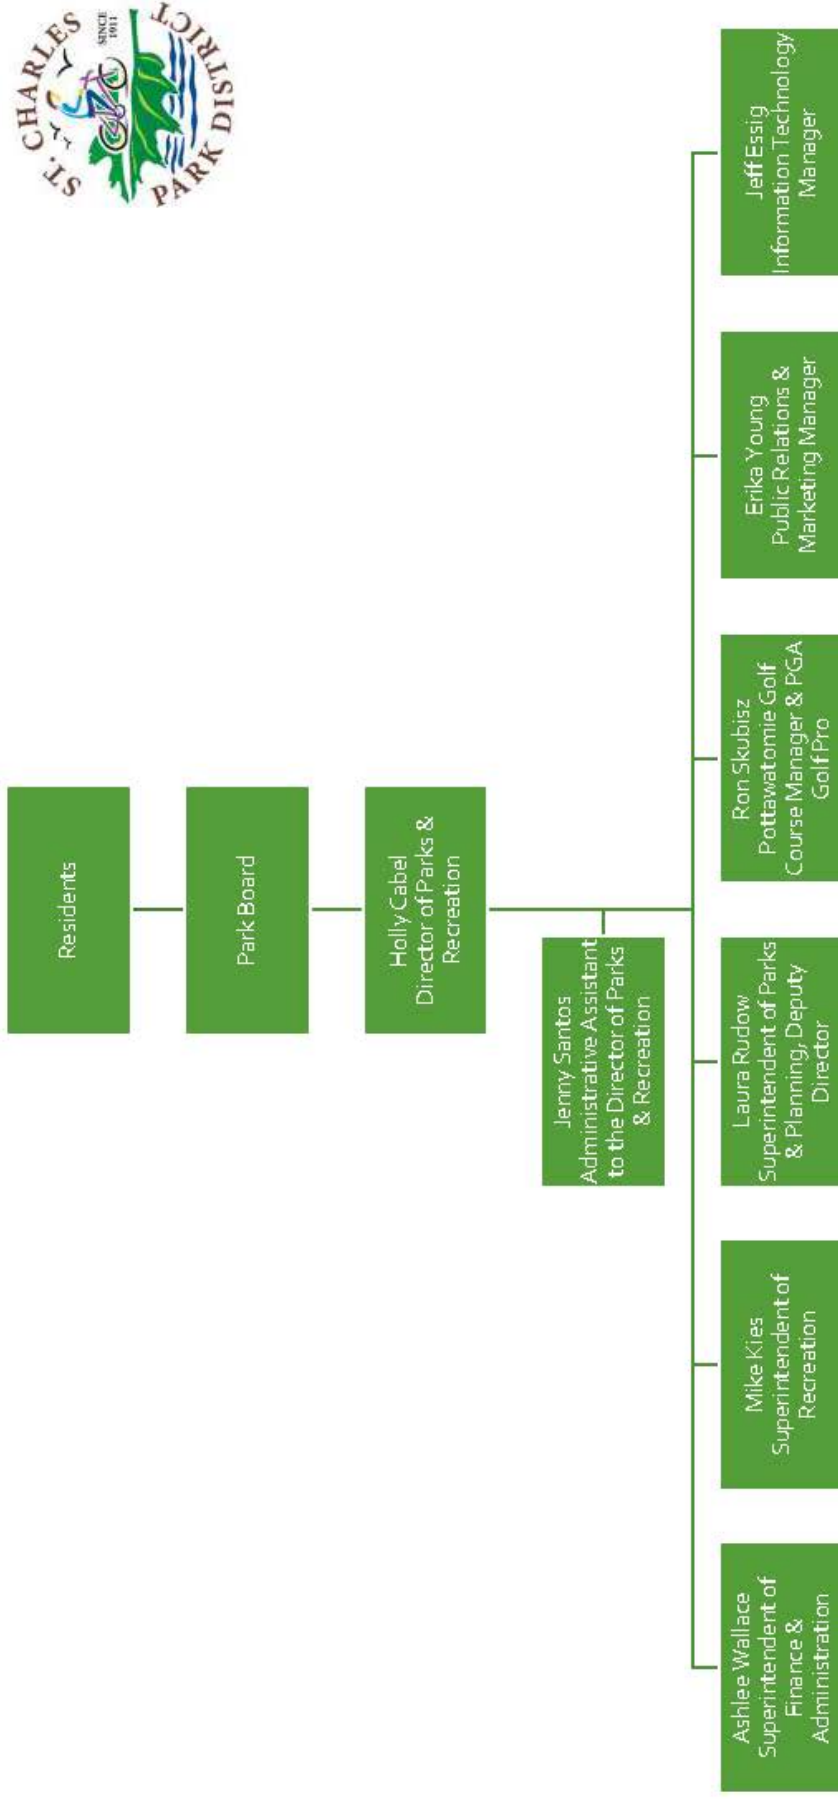 ST. CHARLES
PARK DISTRICT
SINCE
1911
Residents
Park Board
Holly Cabel
Director of Parks &
Recreation
Jenny Santos
Administrative Assistant
to the Director of Parks
& Recreation
Ashlee Wallace
Superintendent of
Finance &
Administration
Mike Kies
Superintendent of
Recreation
Laura Rudow
Superintendent of Parks
& Planning, Deputy
Director
Ron Skubisz
Pottawatomie Golf
Course Manager & PGA
Golf Pro
Erika Young
Public Relations &
Marketing Manager
Jeff Essig
Information Technology
Manager